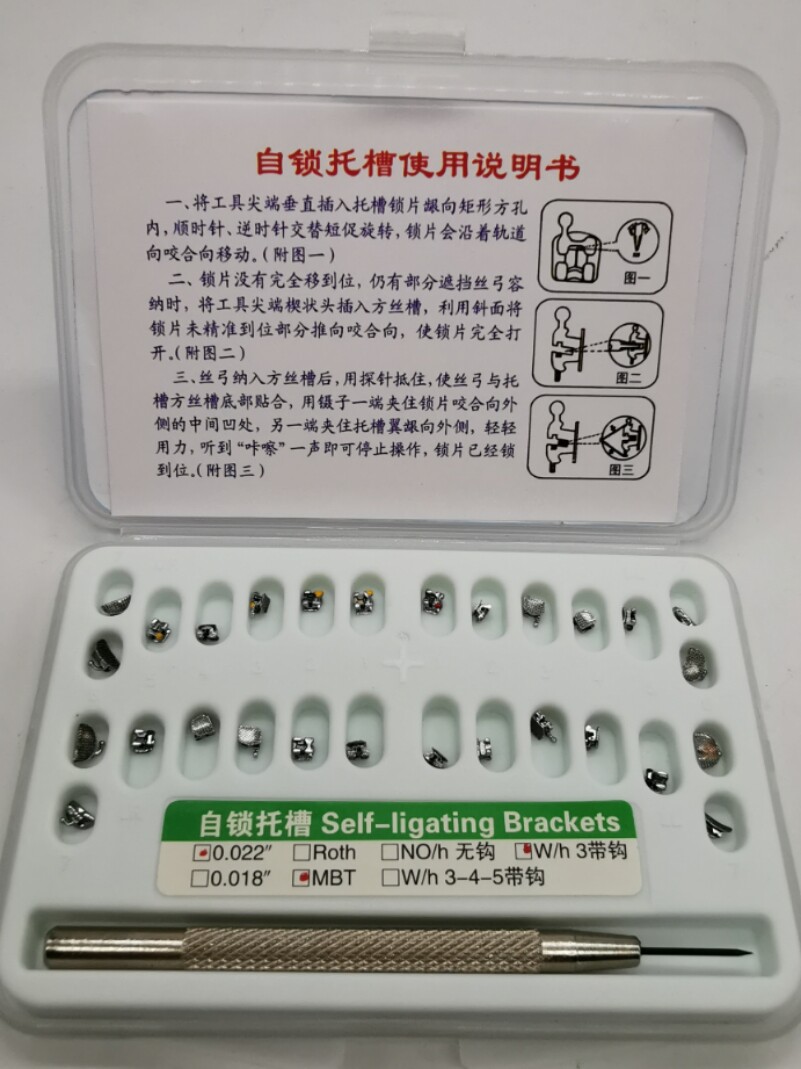 自锁托槽使用说明书
一、将工具尖端垂直插入托槽锁片龈向矩形方孔
内，顺时针、逆时针交替短促旋转，锁片会沿着轨道
向咬合向移动。(附图一)
图一
二、锁片没有完全移到位，仍有部分遮挡丝弓容
纳时，将工具尖端楔状头插入方丝槽，利用斜面将
锁片未精准到位部分推向咬合向，使锁片完全打
开。(附图二)
图二
三、丝弓纳入方丝槽后，用探针抵住，使丝弓与托
槽方丝槽底部贴合，用镊子一端夹住锁片咬合向外
侧的中间凹处，另一端夹住托槽翼龈向外侧，轻轻
用力，听到“咔嚓”一声即可停止操作，锁片已经锁
到位。(附图三)
图三
自锁托槽 Self-ligating Brackets
0.022″ Roth NO/h 无钩 W/h 3带钩
0.018″ MBT W/h 3-4-5带钩